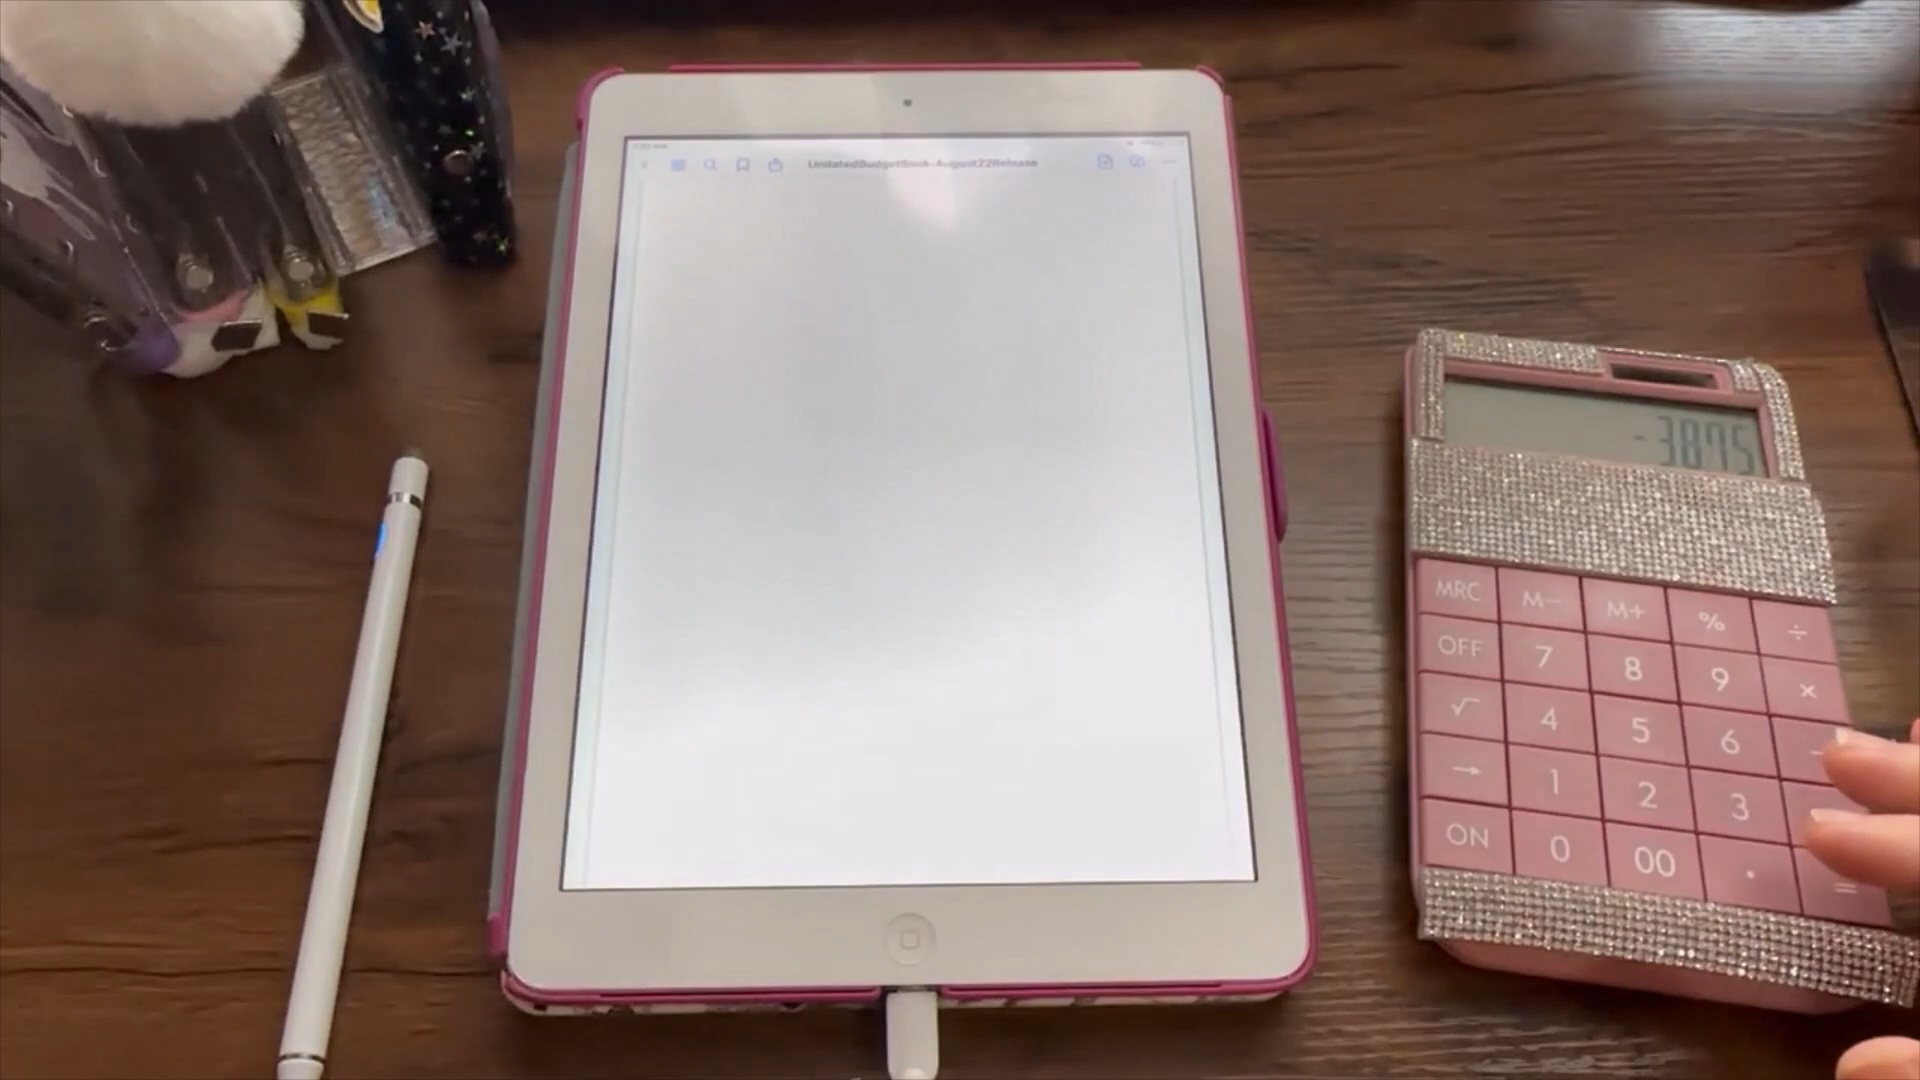 UndatedBudgetBook-August22Release
-3875
MRC M− M+ % ÷
OFF 7 8 9 ×
√ 4 5 6 −
→ 1 2 3
ON 0 00 . =